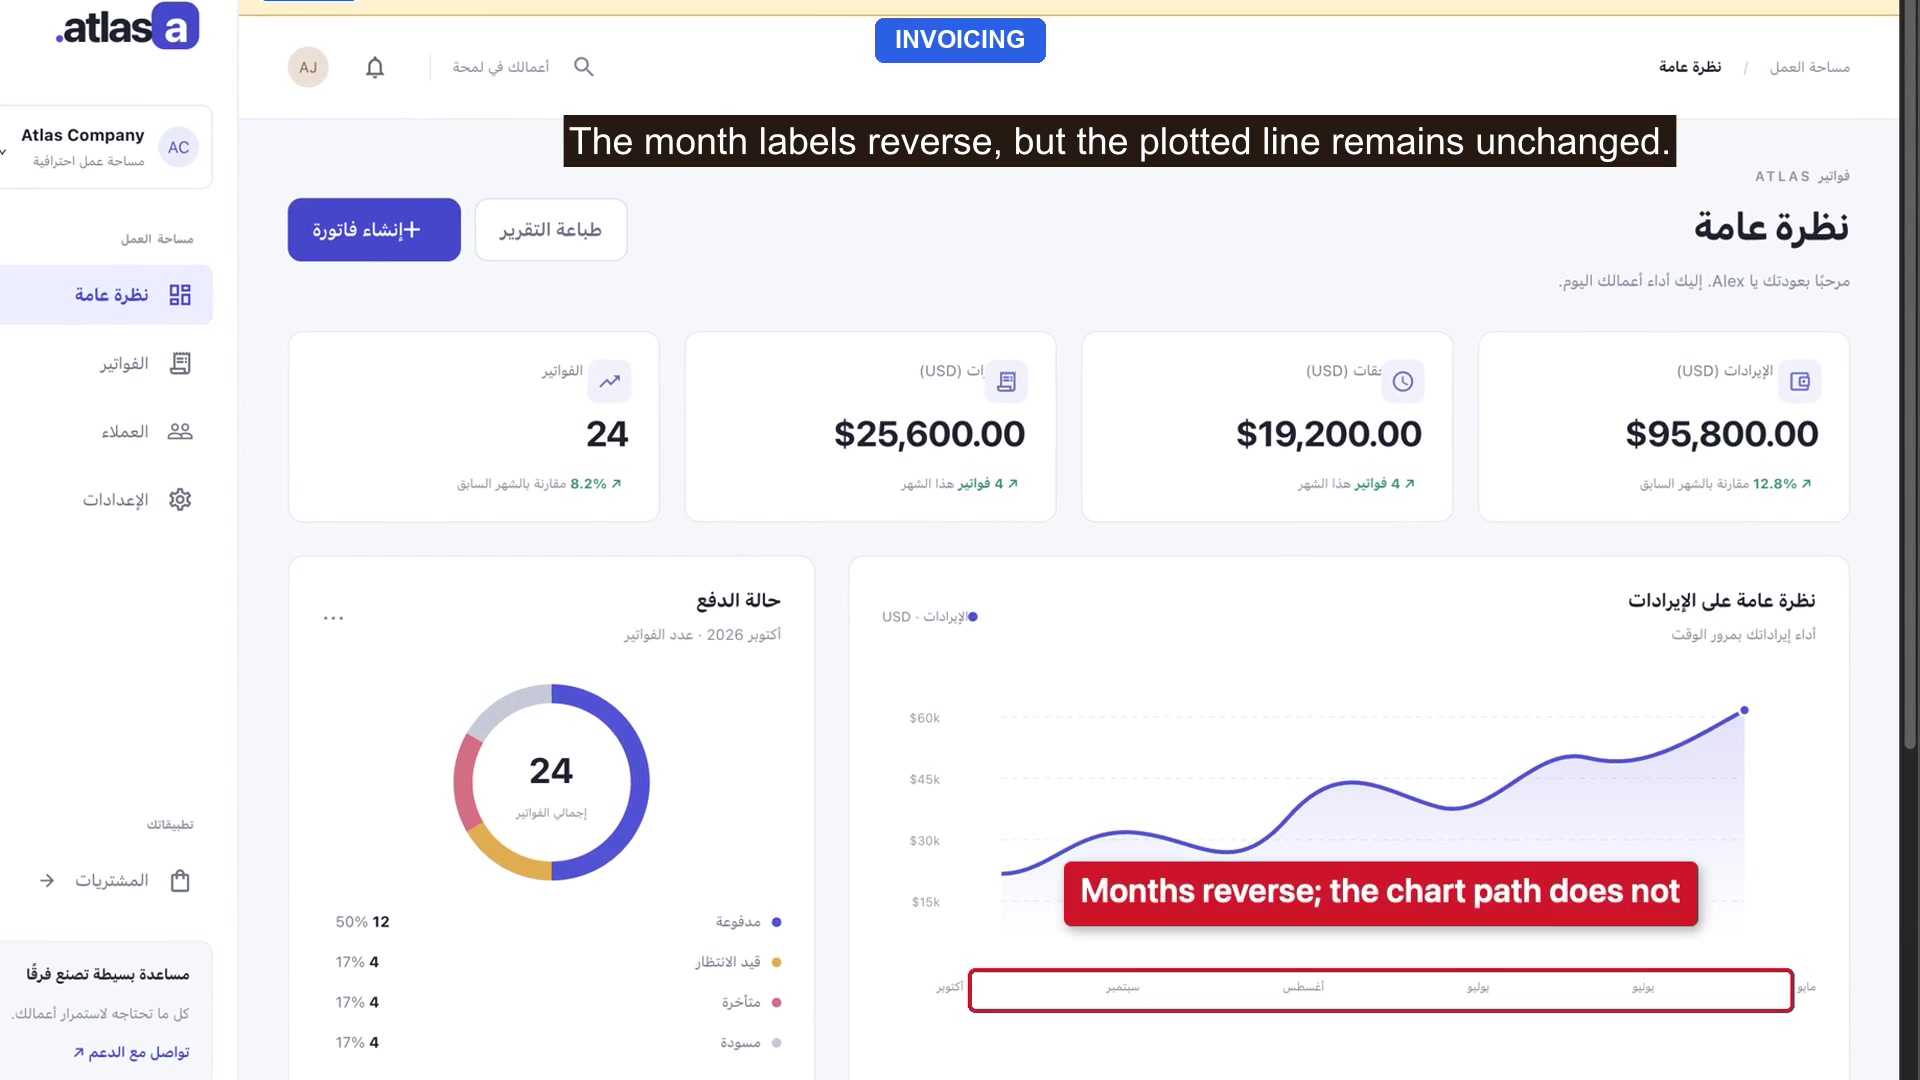 INVOICING
The month labels reverse, but the plotted line remains unchanged.
.atlas a
Atlas Company
مساحة عمل احترافية
AC
مساحة العمل
نظرة عامة
الفواتير
العملاء
الإعدادات
تطبيقاتك
المشتريات
مساعدة بسيطة تصنع فرقًا
كل ما تحتاجه لاستمرار أعمالك.
تواصل مع الدعم
مساحة العمل / نظرة عامة
أعمالك في لمحة
AJ
فواتير ATLAS
نظرة عامة
مرحبًا بعودتك يا Alex. إليك أداء أعمالك اليوم.
طباعة التقرير
+إنشاء فاتورة
الإيرادات (USD)
$95,800.00
12.8% مقارنة بالشهر السابق
حقات (USD)
$19,200.00
4 فواتير هذا الشهر
ات (USD)
$25,600.00
4 فواتير هذا الشهر
الفواتير
24
8.2% مقارنة بالشهر السابق
نظرة عامة على الإيرادات
أداء إيراداتك بمرور الوقت
الإيرادات · USD
$60k
$45k
$30k
$15k
Months reverse; the chart path does not
مايو
يونيو
يوليو
أغسطس
سبتمبر
أكتوبر
حالة الدفع
أكتوبر 2026 · عدد الفواتير
...
24
إجمالي الفواتير
مدفوعة 12 50%
قيد الانتظار 4 17%
متأخرة 4 17%
مسودة 4 17%